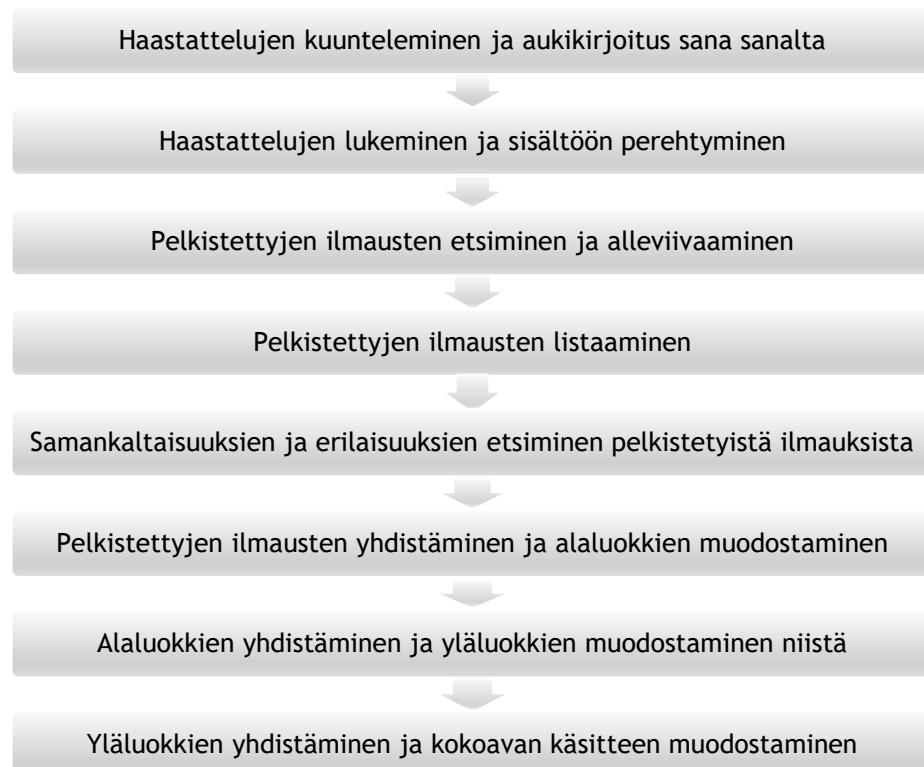 Haastattelujen kuunteleminen ja aukikirjoitus sana sanalta
Haastattelujen lukeminen ja sisältöön perehtyminen
Pelkistettyjen ilmausten etsiminen ja alleviivaaminen
Pelkistettyjen ilmausten listaaminen
Samankaltaisuuksien ja erilaisuuksien etsiminen pelkistetyistä ilmauksista
Pelkistettyjen ilmausten yhdistäminen ja alaluokkien muodostaminen
Alaluokkien yhdistäminen ja yläluokkien muodostaminen niistä
Yläluokkien yhdistäminen ja kokoavan käsitteen muodostaminen